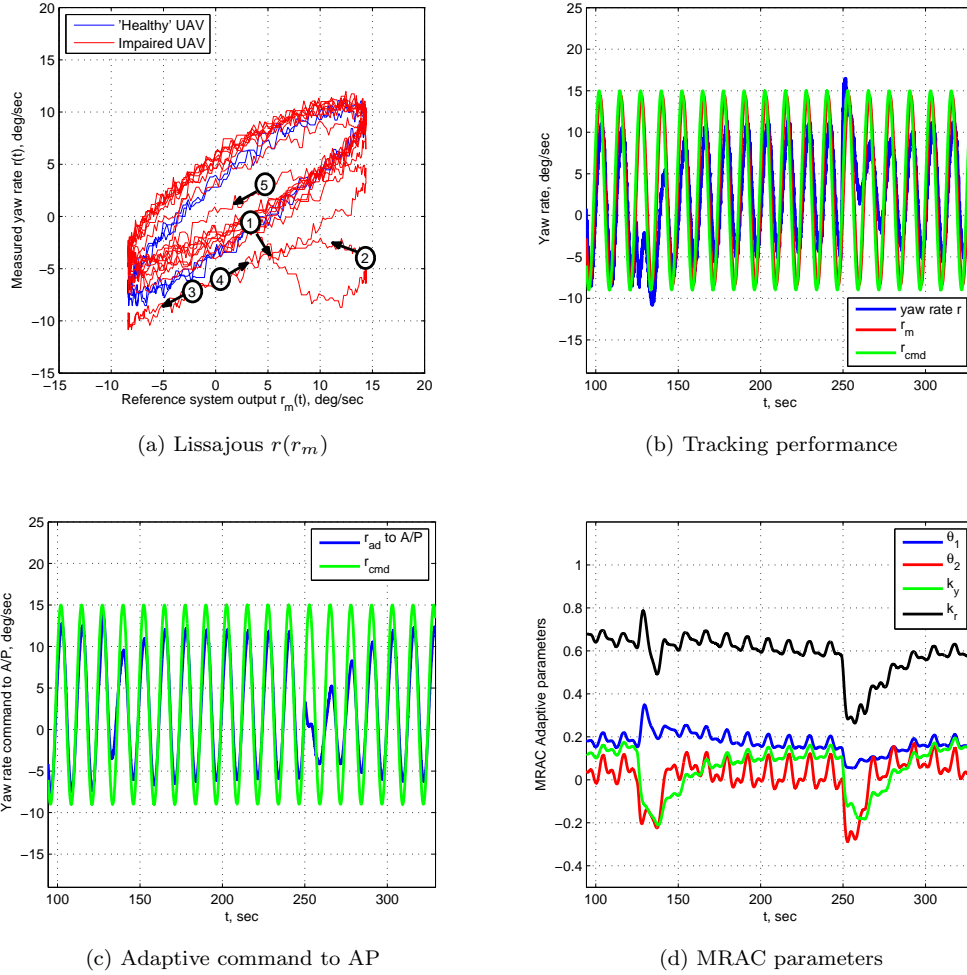 20
15
10
5
0
−5
−10
−15
−15
−10
−5
0
5
10
15
20
Measured yaw rate r(t), deg/sec
Reference system output r_m(t), deg/sec
'Healthy' UAV
Impaired UAV
5
1
2
4
3
(a) Lissajous r(r_m)
25
20
15
10
5
0
−5
−10
−15
100
150
200
250
300
Yaw rate, deg/sec
t, sec
yaw rate r
r_m
r_cmd
(b) Tracking performance
25
20
15
10
5
0
−5
−10
−15
100
150
200
250
300
Yaw rate command to A/P, deg/sec
t, sec
r_ad to A/P
r_cmd
(c) Adaptive command to AP
1
0.8
0.6
0.4
0.2
0
−0.2
−0.4
100
150
200
250
300
MRAC Adaptive parameters
t, sec
θ_1
θ_2
k_y
k_r
(d) MRAC parameters